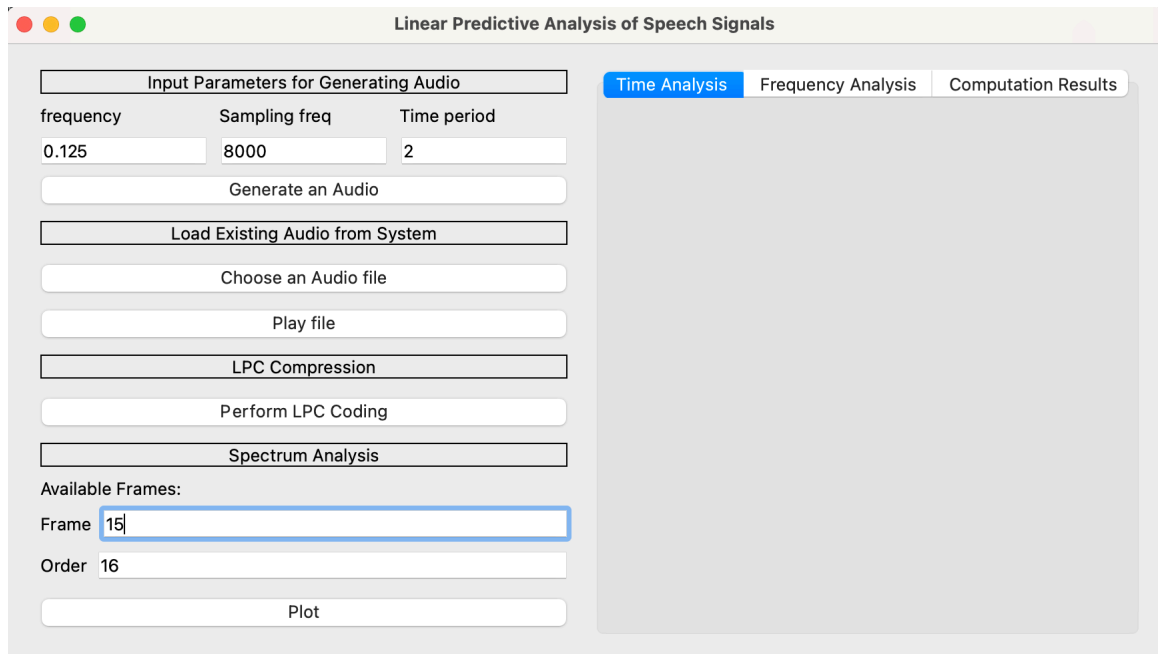 Linear Predictive Analysis of Speech Signals
Input Parameters for Generating Audio
frequency Sampling freq Time period
0.125 8000 2
Generate an Audio
Load Existing Audio from System
Choose an Audio file
Play file
LPC Compression
Perform LPC Coding
Spectrum Analysis
Available Frames:
Frame 15
Order 16
Plot
Time Analysis Frequency Analysis Computation Results